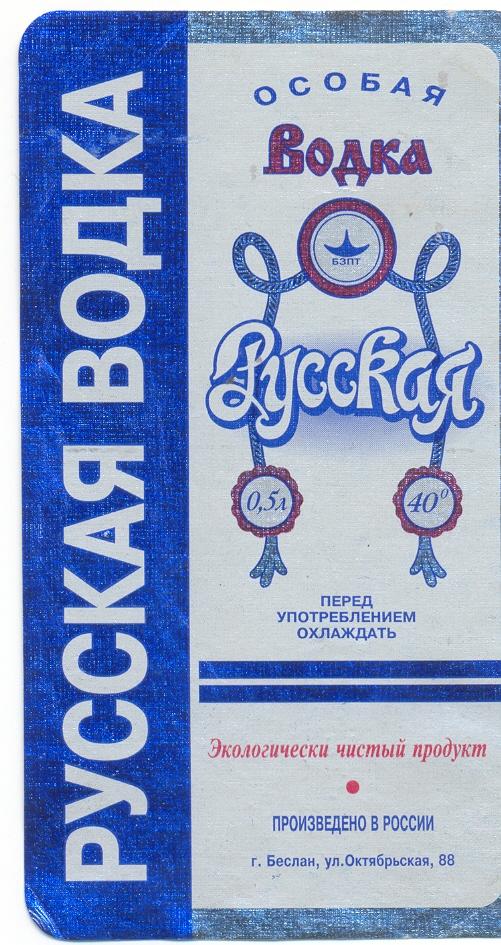 РУССКАЯ ВОДКА
ОСОБАЯ
Водка
БЗПТ
Русская
0,5л
40⁰
ПЕРЕД
УПОТРЕБЛЕНИЕМ
ОХЛАЖДАТЬ
Экологически чистый продукт
ПРОИЗВЕДЕНО В РОССИИ
г. Беслан, ул.Октябрьская, 88